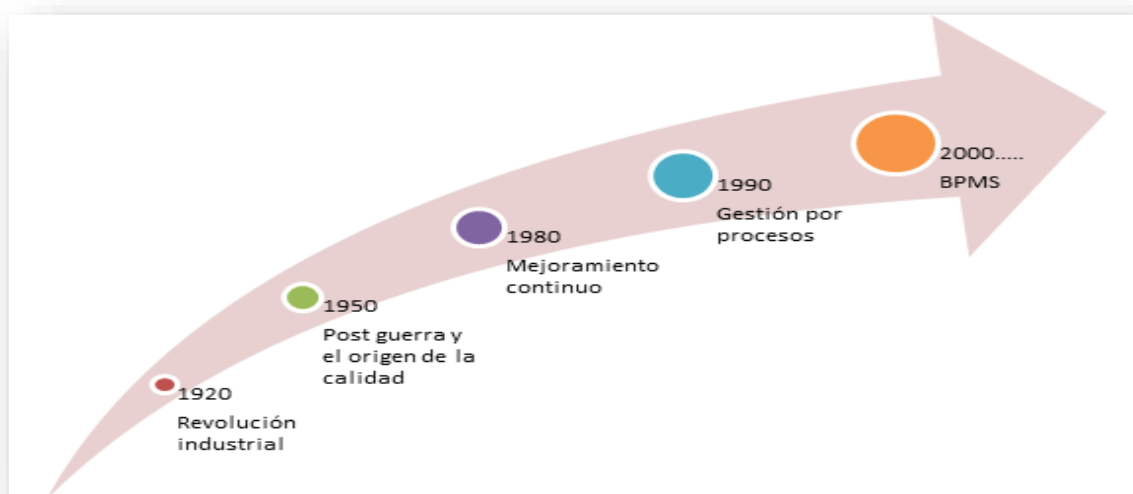 1920
Revolución
industrial
1950
Post guerra y
el origen de la
calidad
1980
Mejoramiento
continuo
1990
Gestión por
procesos
2000.....
BPMS